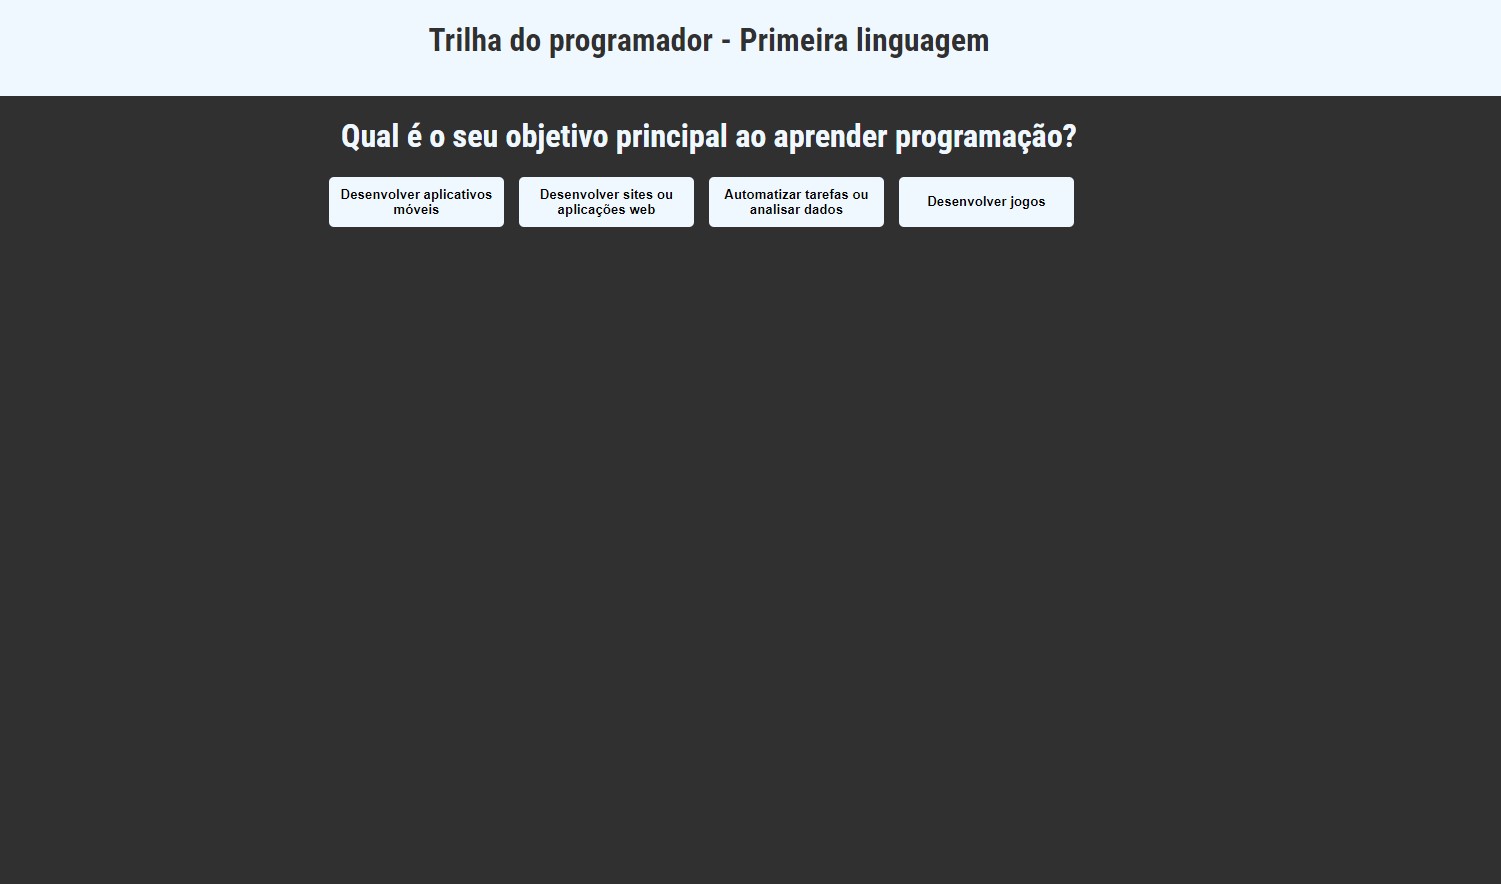 Trilha do programador - Primeira linguagem
Qual é o seu objetivo principal ao aprender programação?
Desenvolver aplicativos
móveis
Desenvolver sites ou
aplicações web
Automatizar tarefas ou
analisar dados
Desenvolver jogos